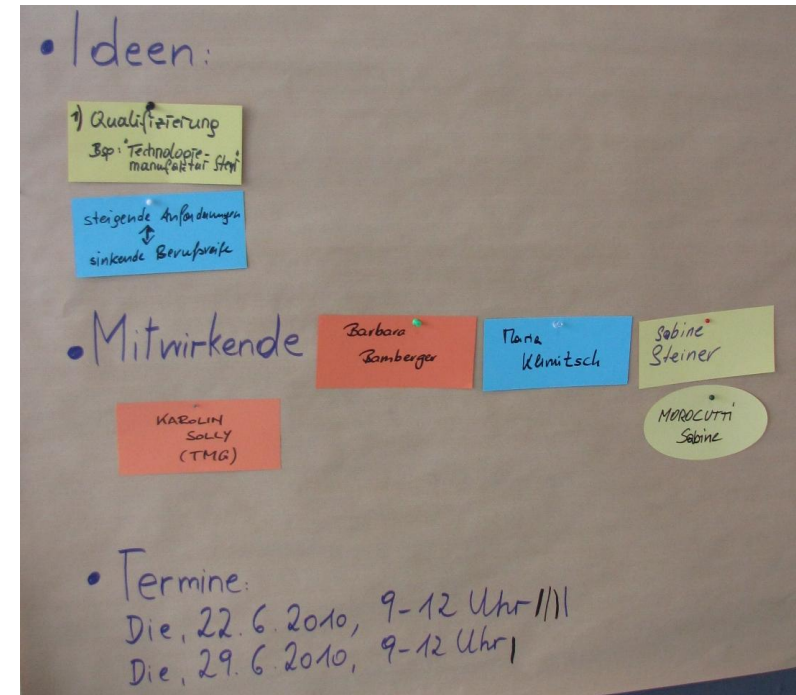 • Ideen:
1) Qualifizierung
Bsp: "Technologie-
manufaktur Steyr"
steigende Anforderungen
sinkende Berufsreife
• Mitwirkende
Barbara
Bamberger
Maria
Klimitsch
Sabine
Steiner
KAROLIN
SOLLY
(TMG)
MOROCUTTI
Sabine
• Termine:
Die, 22.6.2010, 9-12 Uhr |||||
Die, 29.6.2010, 9-12 Uhr |